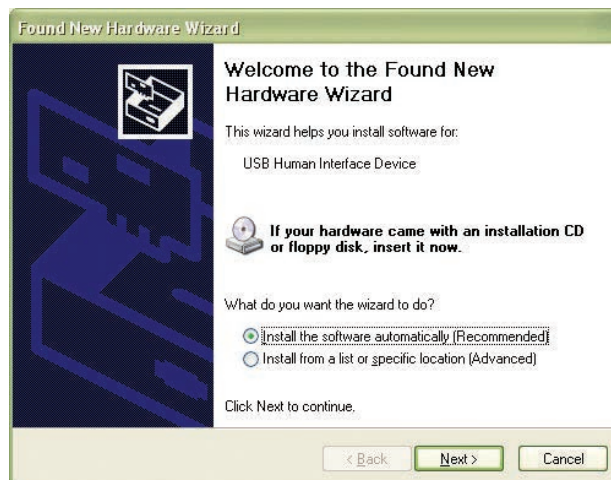 Found New Hardware Wizard
Welcome to the Found New
Hardware Wizard
This wizard helps you install software for:
USB Human Interface Device
If your hardware came with an installation CD
or floppy disk, insert it now.
What do you want the wizard to do?
Install the software automatically (Recommended)
Install from a list or specific location (Advanced)
Click Next to continue.
< Back
Next >
Cancel